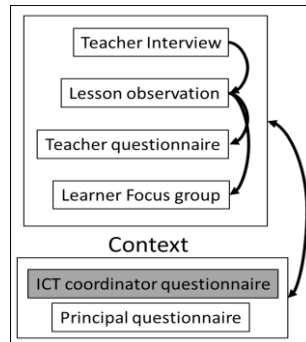 Teacher Interview
Lesson observation
Teacher questionnaire
Learner Focus group
Context
ICT coordinator questionnaire
Principal questionnaire